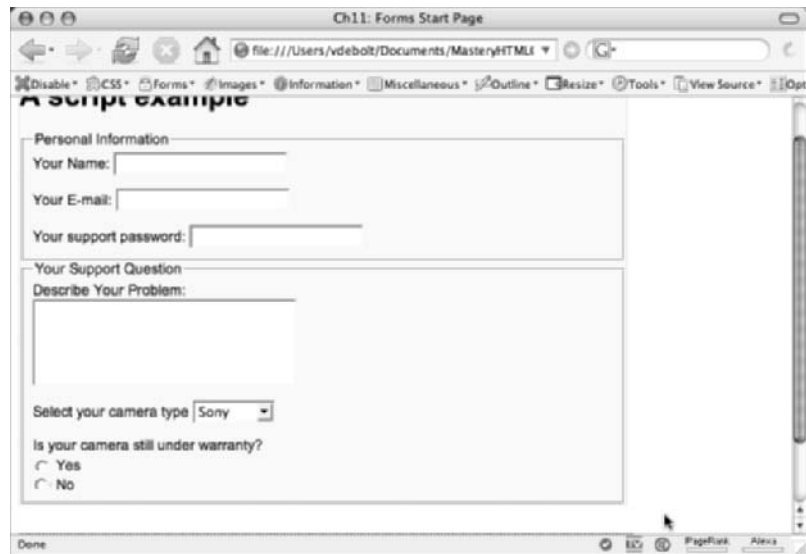 Ch11: Forms Start Page
file:///Users/vdebolt/Documents/MasteryHTML
Disable CSS Forms Images Information Miscellaneous Outline Resize Tools View Source Opt
A script example
Personal Information
Your Name:
Your E-mail:
Your support password:
Your Support Question
Describe Your Problem:
Select your camera type Sony
Is your camera still under warranty?
Yes
No
Done PageRank Alexa